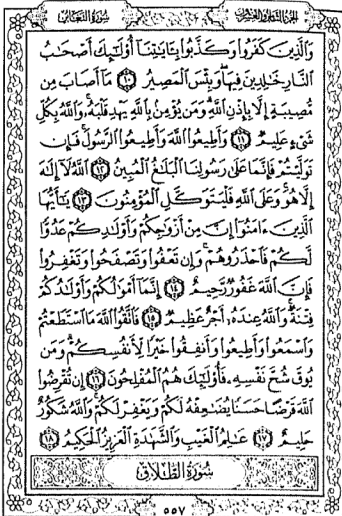 الجزء الثامن والعشرون
سورة التغابن
وَالَّذِينَ كَفَرُوا وَكَذَّبُوا بِآيَاتِنَا أُولَٰئِكَ أَصْحَابُ
النَّارِ خَالِدِينَ فِيهَا وَبِئْسَ الْمَصِيرُ ١٠ مَا أَصَابَ مِن
مُّصِيبَةٍ إِلَّا بِإِذْنِ اللَّهِ وَمَن يُؤْمِن بِاللَّهِ يَهْدِ قَلْبَهُ وَاللَّهُ بِكُلِّ
شَيْءٍ عَلِيمٌ ١١ وَأَطِيعُوا اللَّهَ وَأَطِيعُوا الرَّسُولَ فَإِن
تَوَلَّيْتُمْ فَإِنَّمَا عَلَىٰ رَسُولِنَا الْبَلَاغُ الْمُبِينُ ١٢ اللَّهُ لَا إِلَٰهَ
إِلَّا هُوَ وَعَلَى اللَّهِ فَلْيَتَوَكَّلِ الْمُؤْمِنُونَ ١٣ يَا أَيُّهَا
الَّذِينَ ءَامَنُوا إِنَّ مِنْ أَزْوَاجِكُمْ وَأَوْلَادِكُمْ عَدُوًّا
لَّكُمْ فَاحْذَرُوهُمْ وَإِن تَعْفُوا وَتَصْفَحُوا وَتَغْفِرُوا
فَإِنَّ اللَّهَ غَفُورٌ رَّحِيمٌ ١٤ إِنَّمَا أَمْوَالُكُمْ وَأَوْلَادُكُمْ
فِتْنَةٌ وَاللَّهُ عِندَهُ أَجْرٌ عَظِيمٌ ١٥ فَاتَّقُوا اللَّهَ مَا اسْتَطَعْتُمْ
وَاسْمَعُوا وَأَطِيعُوا وَأَنفِقُوا خَيْرًا لِّأَنفُسِكُمْ وَمَن
يُوقَ شُحَّ نَفْسِهِ فَأُولَٰئِكَ هُمُ الْمُفْلِحُونَ ١٦ إِن تُقْرِضُوا
اللَّهَ قَرْضًا حَسَنًا يُضَاعِفْهُ لَكُمْ وَيَغْفِرْ لَكُمْ وَاللَّهُ شَكُورٌ
حَلِيمٌ ١٧ عَالِمُ الْغَيْبِ وَالشَّهَادَةِ الْعَزِيزُ الْحَكِيمُ ١٨
سُورَةُ الطَّلَاقِ
٥٥٧